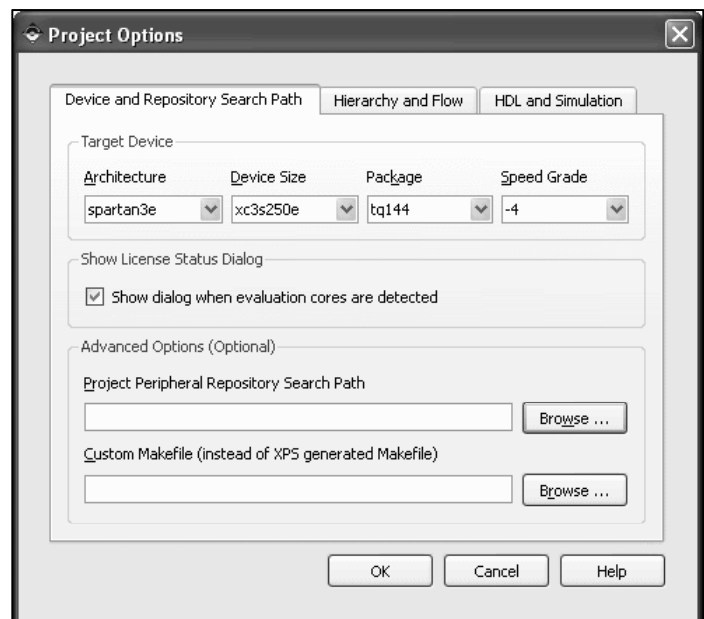 Project Options
Device and Repository Search Path Hierarchy and Flow HDL and Simulation
Target Device
Architecture Device Size Package Speed Grade
spartan3e xc3s250e tq144 -4
Show License Status Dialog
Show dialog when evaluation cores are detected
Advanced Options (Optional)
Project Peripheral Repository Search Path
Browse ...
Custom Makefile (instead of XPS generated Makefile)
Browse ...
OK Cancel Help